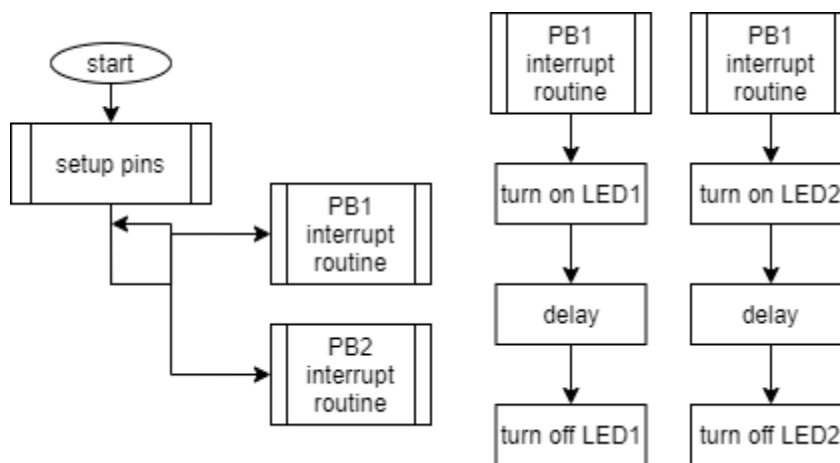 start
setup pins
PB1
interrupt
routine
PB2
interrupt
routine
PB1
interrupt
routine
turn on LED1
delay
turn off LED1
PB1
interrupt
routine
turn on LED2
delay
turn off LED2